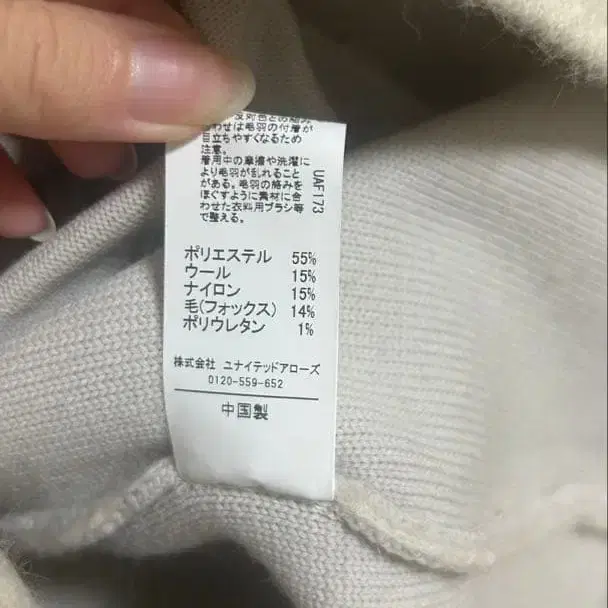 わせは毛羽の付着が
目立ちやすくなるため
注意。
着用中の摩擦や洗濯に
より毛羽が乱れること
がある。毛羽の絡みを
ほぐすように素材に合
わせた衣料用ブラシ等
で整える。
UAF173
ポリエステル 55%
ウール 15%
ナイロン 15%
毛(フォックス) 14%
ポリウレタン 1%
株式会社 ユナイテッドアローズ
0120-559-652
中国製